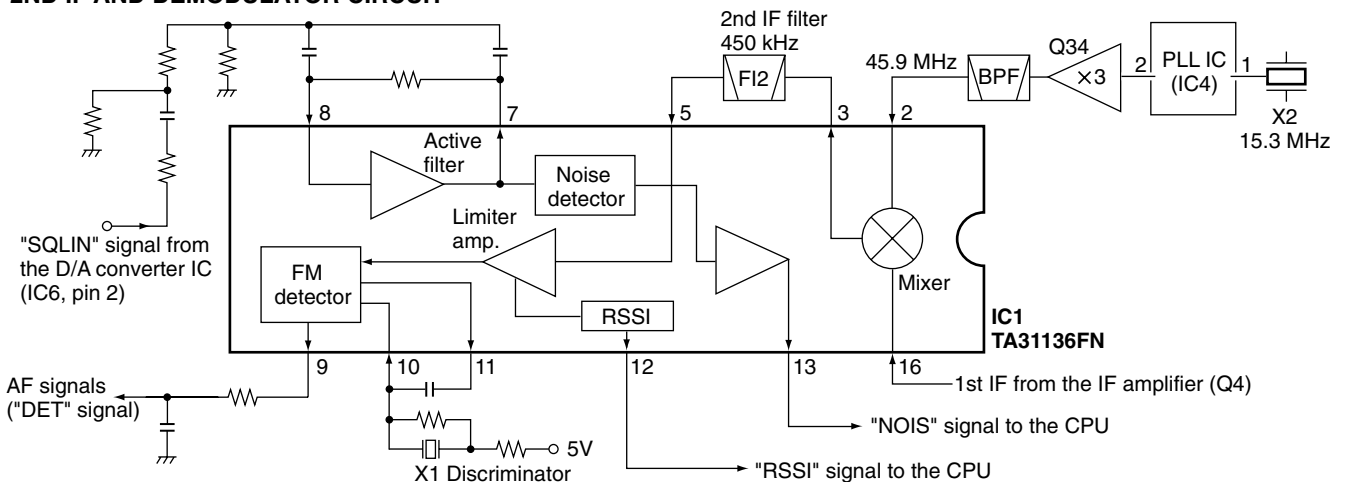 2ND IF AND DEMODULATOR CIRCUIT
2nd IF filter
450 kHz
FI2
45.9 MHz
BPF
Q34
×3
2
PLL IC
(IC4)
1
X2
15.3 MHz
8
7
5
3
2
Active
filter
Noise
detector
Limiter
amp.
FM
detector
RSSI
Mixer
IC1
TA31136FN
"SQLIN" signal from
the D/A converter IC
(IC6, pin 2)
9
10
11
12
13
16
AF signals
("DET" signal)
1st IF from the IF amplifier (Q4)
"NOIS" signal to the CPU
5V
X1 Discriminator
"RSSI" signal to the CPU